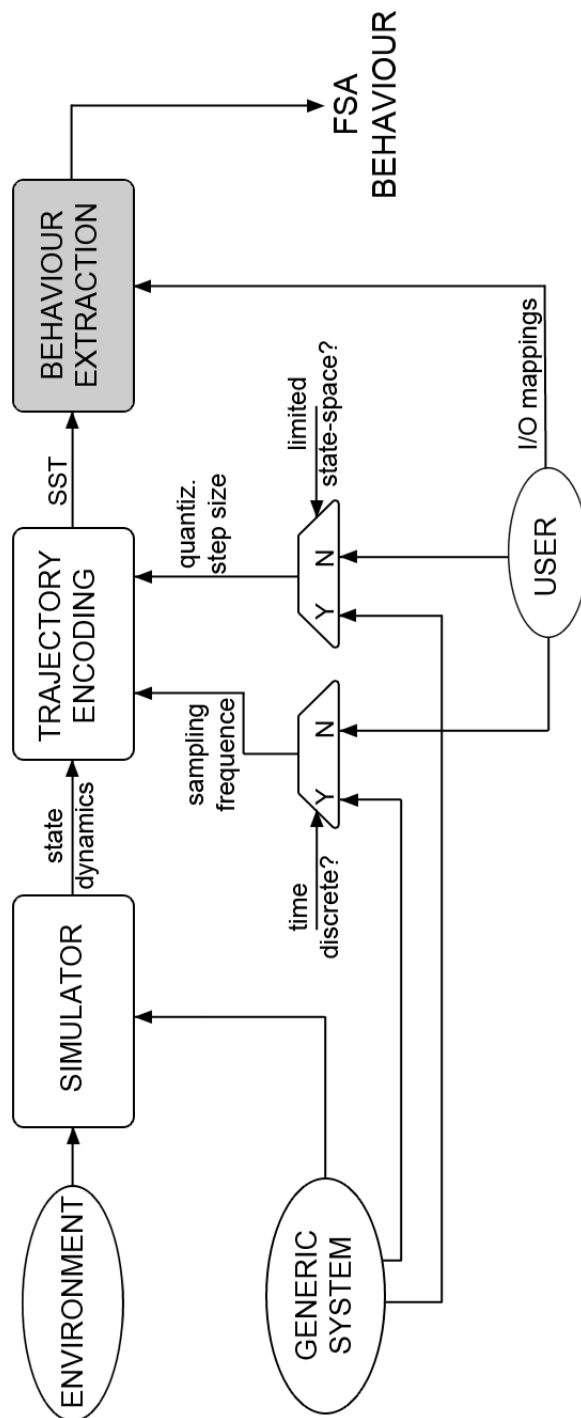 ENVIRONMENT
SIMULATOR
state
dynamics
TRAJECTORY
ENCODING
SST
BEHAVIOUR
EXTRACTION
FSA
BEHAVIOUR
GENERIC
SYSTEM
time
discrete?
sampling
frequence
Y N
quantiz.
step size
limited
state-space?
Y N
USER
I/O mappings